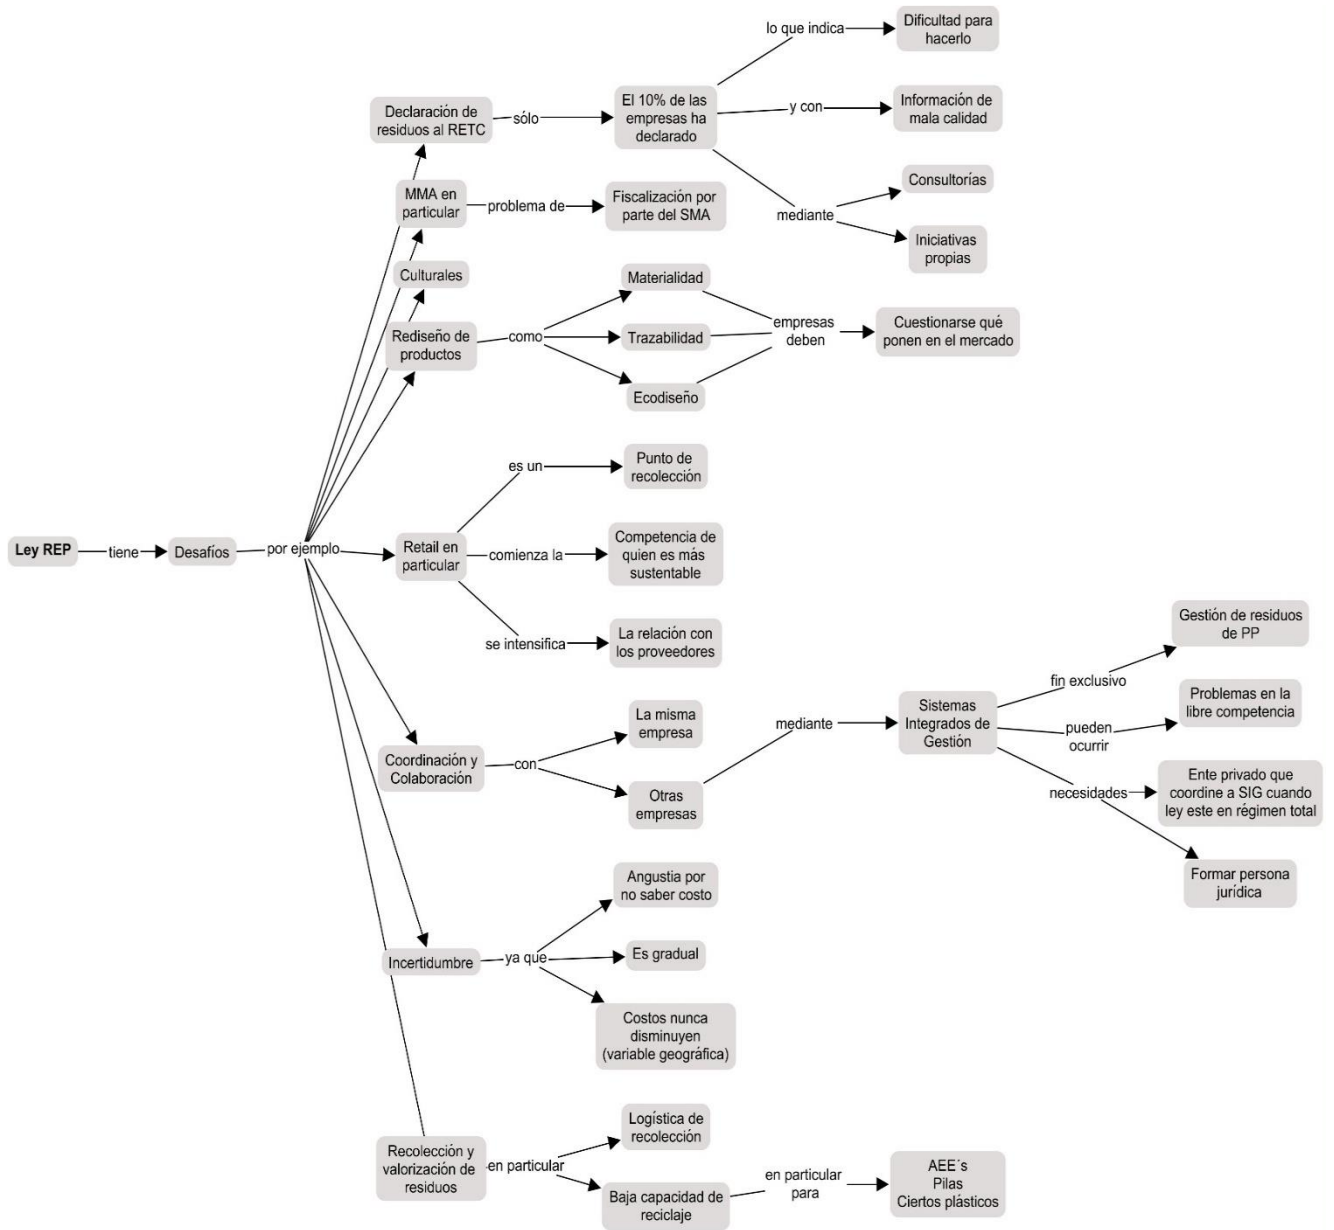 Ley REP
tiene
Desafíos
por ejemplo
Declaración de
residuos al RETC
sólo
El 10% de las
empresas ha
declarado
lo que indica
Dificultad para
hacerlo
y con
Información de
mala calidad
mediante
Consultorías
Iniciativas
propias
MMA en
particular
problema de
Fiscalización por
parte del SMA
Culturales
Rediseño de
productos
como
Materialidad
Trazabilidad
Ecodiseño
empresas
deben
Cuestionarse qué
ponen en el mercado
Retail en
particular
es un
Punto de
recolección
comienza la
Competencia de
quien es más
sustentable
se intensifica
La relación con
los proveedores
Coordinación y
Colaboración
con
La misma
empresa
Otras
empresas
mediante
Sistemas
Integrados de
Gestión
fin exclusivo
Gestión de residuos
de PP
pueden
ocurrir
Problemas en la
libre competencia
necesidades
Ente privado que
coordine a SIG cuando
ley este en régimen total
Formar persona
jurídica
Incertidumbre
ya que
Angustia por
no saber costo
Es gradual
Costos nunca
disminuyen
(variable geográfica)
Recolección y
valorización de
residuos
en particular
Logística de
recolección
Baja capacidad de
reciclaje
en particular
para
AEE´s
Pilas
Ciertos plásticos